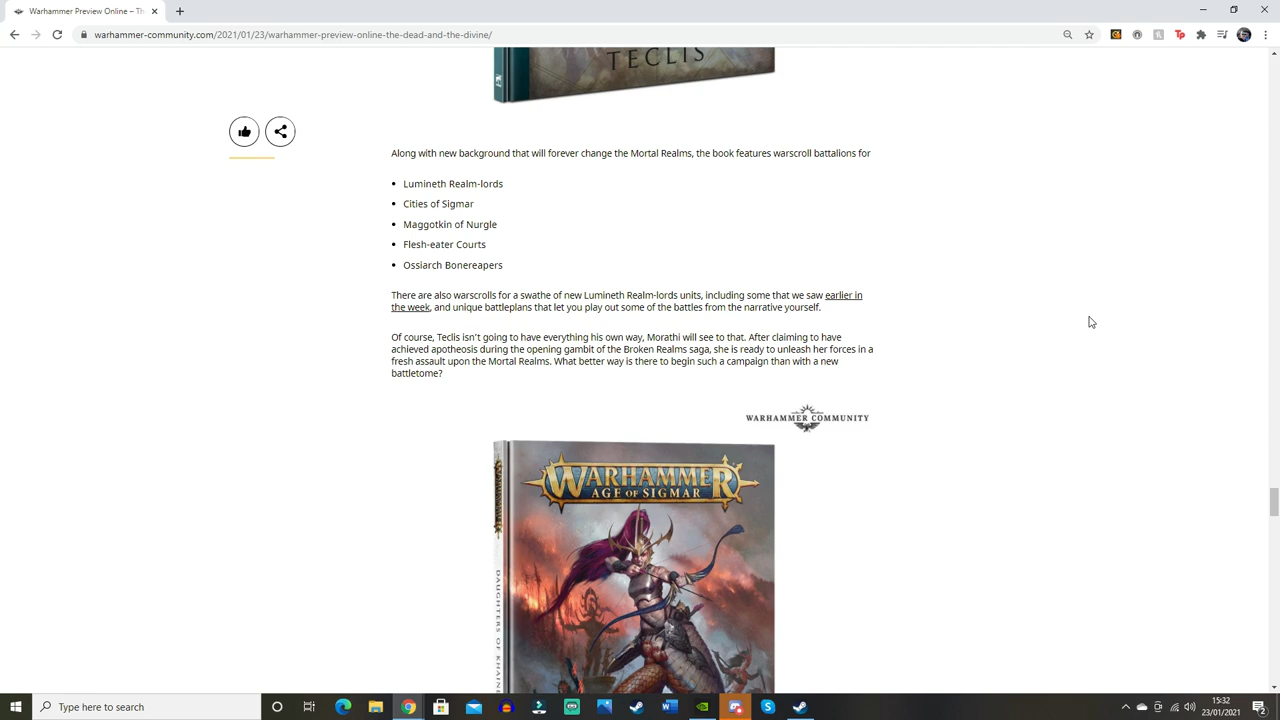 Warhammer Preview Online – Th
warhammer-community.com/2021/01/23/warhammer-preview-online-the-dead-and-the-divine/
TECLIS
Along with new background that will forever change the Mortal Realms, the book features warscroll battalions for
• Lumineth Realm-lords
• Cities of Sigmar
• Maggotkin of Nurgle
• Flesh-eater Courts
• Ossiarch Bonereapers
There are also warscrolls for a swathe of new Lumineth Realm-lords units, including some that we saw earlier in
the week, and unique battleplans that let you play out some of the battles from the narrative yourself.
Of course, Teclis isn't going to have everything his own way, Morathi will see to that. After claiming to have
achieved apotheosis during the opening gambit of the Broken Realms saga, she is ready to unleash her forces in a
fresh assault upon the Mortal Realms. What better way is there to begin such a campaign than with a new
battletome?
WARHAMMER COMMUNITY
WARHAMMER
AGE OF SIGMAR
DAUGHTERS OF KHAINE
Type here to search
15:32
23/01/2021